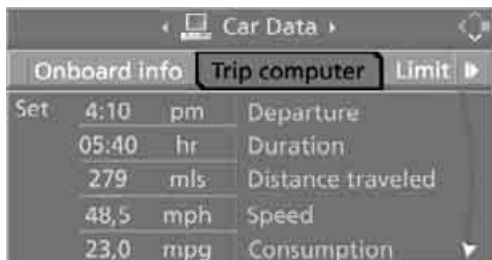 Car Data
Onboard info Trip computer Limit
Set 4:10 pm Departure
05:40 hr Duration
279 mls Distance traveled
48,5 mph Speed
23,0 mpg Consumption